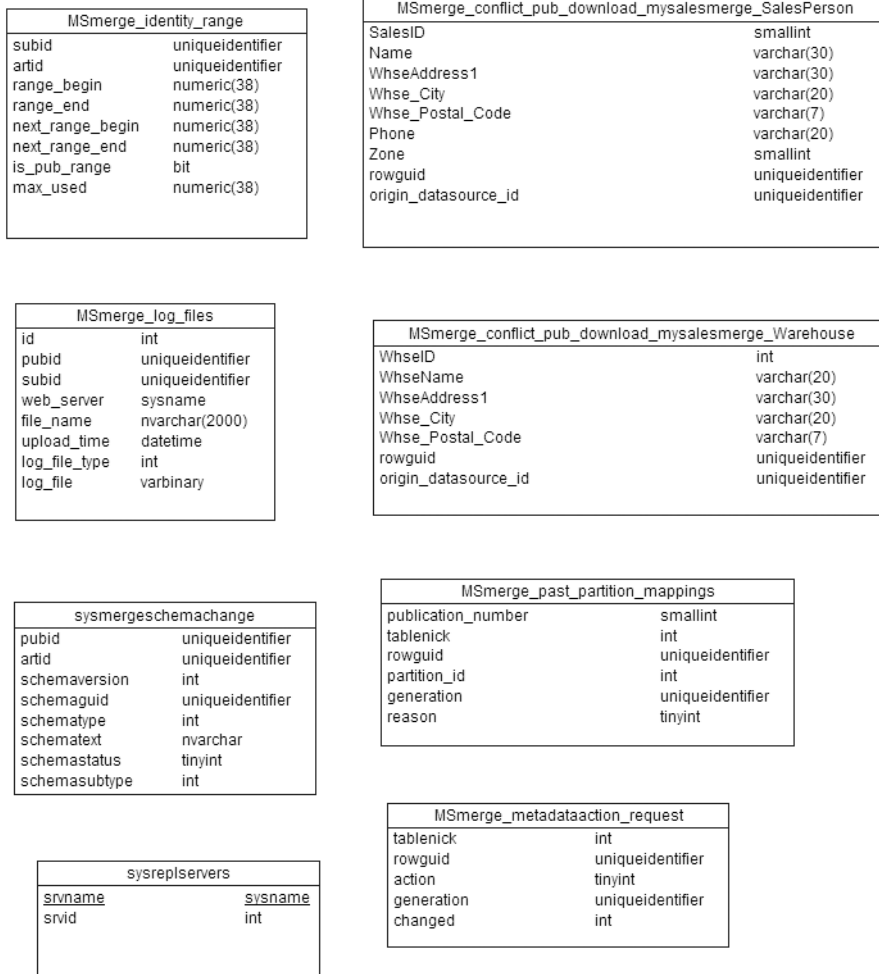 MSmerge_identity_range
subid uniqueidentifier
artid uniqueidentifier
range_begin numeric(38)
range_end numeric(38)
next_range_begin numeric(38)
next_range_end numeric(38)
is_pub_range bit
max_used numeric(38)
MSmerge_conflict_pub_download_mysalesmerge_SalesPerson
SalesID smallint
Name varchar(30)
WhseAddress1 varchar(30)
Whse_City varchar(20)
Whse_Postal_Code varchar(7)
Phone varchar(20)
Zone smallint
rowguid uniqueidentifier
origin_datasource_id uniqueidentifier
MSmerge_log_files
id int
pubid uniqueidentifier
subid uniqueidentifier
web_server sysname
file_name nvarchar(2000)
upload_time datetime
log_file_type int
log_file varbinary
MSmerge_conflict_pub_download_mysalesmerge_Warehouse
WhseID int
WhseName varchar(20)
WhseAddress1 varchar(30)
Whse_City varchar(20)
Whse_Postal_Code varchar(7)
rowguid uniqueidentifier
origin_datasource_id uniqueidentifier
sysmergeschemachange
pubid uniqueidentifier
artid uniqueidentifier
schemaversion int
schemaguid uniqueidentifier
schematype int
schematext nvarchar
schemastatus tinyint
schemasubtype int
MSmerge_past_partition_mappings
publication_number smallint
tablenick int
rowguid uniqueidentifier
partition_id int
generation uniqueidentifier
reason tinyint
MSmerge_metadataaction_request
tablenick int
rowguid uniqueidentifier
action tinyint
generation uniqueidentifier
changed int
sysreplservers
srvname sysname
srvid int